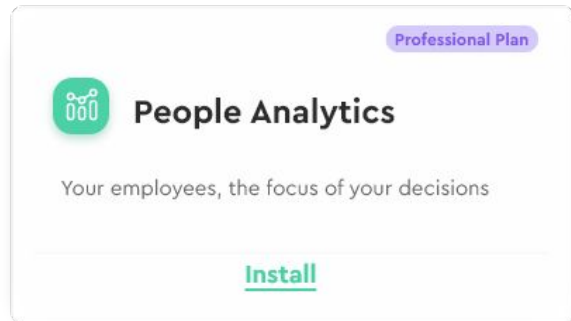 Professional Plan
People Analytics
Your employees, the focus of your decisions
Install